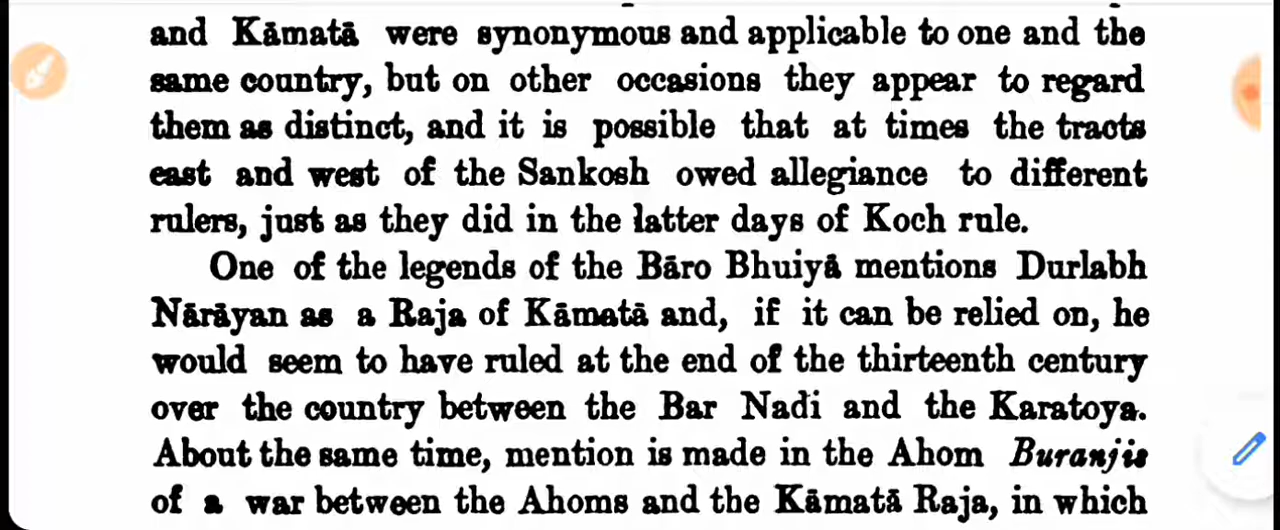 and Kāmatā were synonymous and applicable to one and the
same country, but on other occasions they appear to regard
them as distinct, and it is possible that at times the tracts
east and west of the Sankosh owed allegiance to different
rulers, just as they did in the latter days of Koch rule.
One of the legends of the Bāro Bhuiyā mentions Durlabh
Nārāyan as a Raja of Kāmatā and, if it can be relied on, he
would seem to have ruled at the end of the thirteenth century
over the country between the Bar Nadi and the Karatoya.
About the same time, mention is made in the Ahom Buranjis
of a war between the Ahoms and the Kāmatā Raja, in which